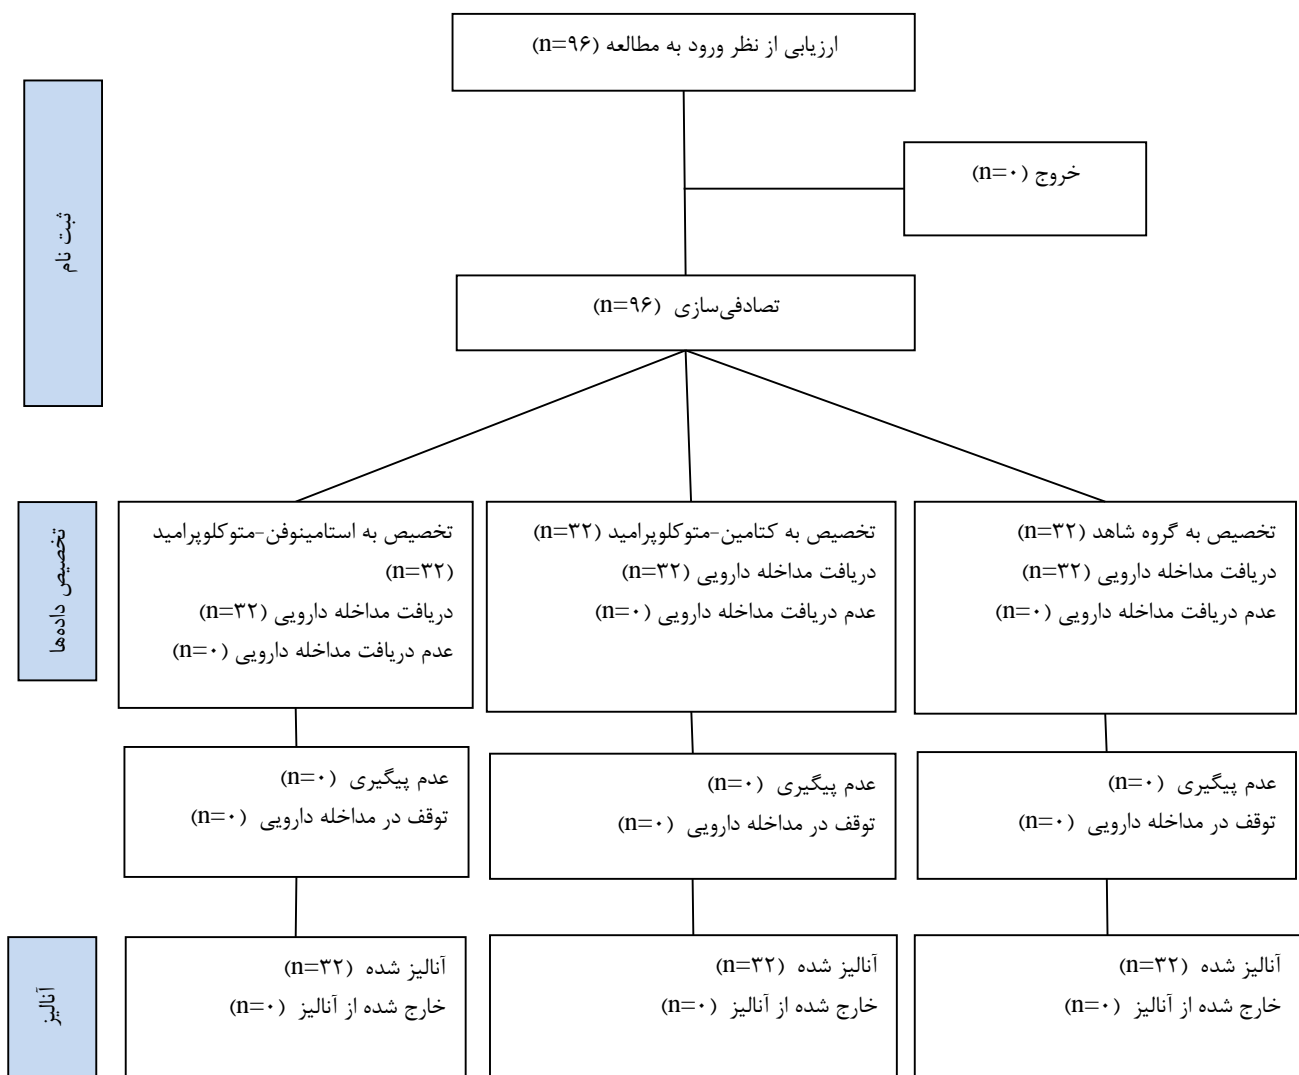 ارزیابی از نظر ورود به مطالعه (n=۹۶)
خروج (n=۰)
ثبت نام
تصادفی‌سازی (n=۹۶)
تخصیص داده‌ها
تخصیص به گروه شاهد (n=۳۲)
دریافت مداخله دارویی (n=۳۲)
عدم دریافت مداخله دارویی (n=۰)
تخصیص به کتامین-متوکلوپرامید (n=۳۲)
دریافت مداخله دارویی (n=۳۲)
عدم دریافت مداخله دارویی (n=۰)
تخصیص به استامینوفن-متوکلوپرامید
(n=۳۲)
دریافت مداخله دارویی (n=۳۲)
عدم دریافت مداخله دارویی (n=۰)
عدم پیگیری (n=۰)
توقف در مداخله دارویی (n=۰)
عدم پیگیری (n=۰)
توقف در مداخله دارویی (n=۰)
عدم پیگیری (n=۰)
توقف در مداخله دارویی (n=۰)
آنالیز
آنالیز شده (n=۳۲)
خارج شده از آنالیز (n=۰)
آنالیز شده (n=۳۲)
خارج شده از آنالیز (n=۰)
آنالیز شده (n=۳۲)
خارج شده از آنالیز (n=۰)